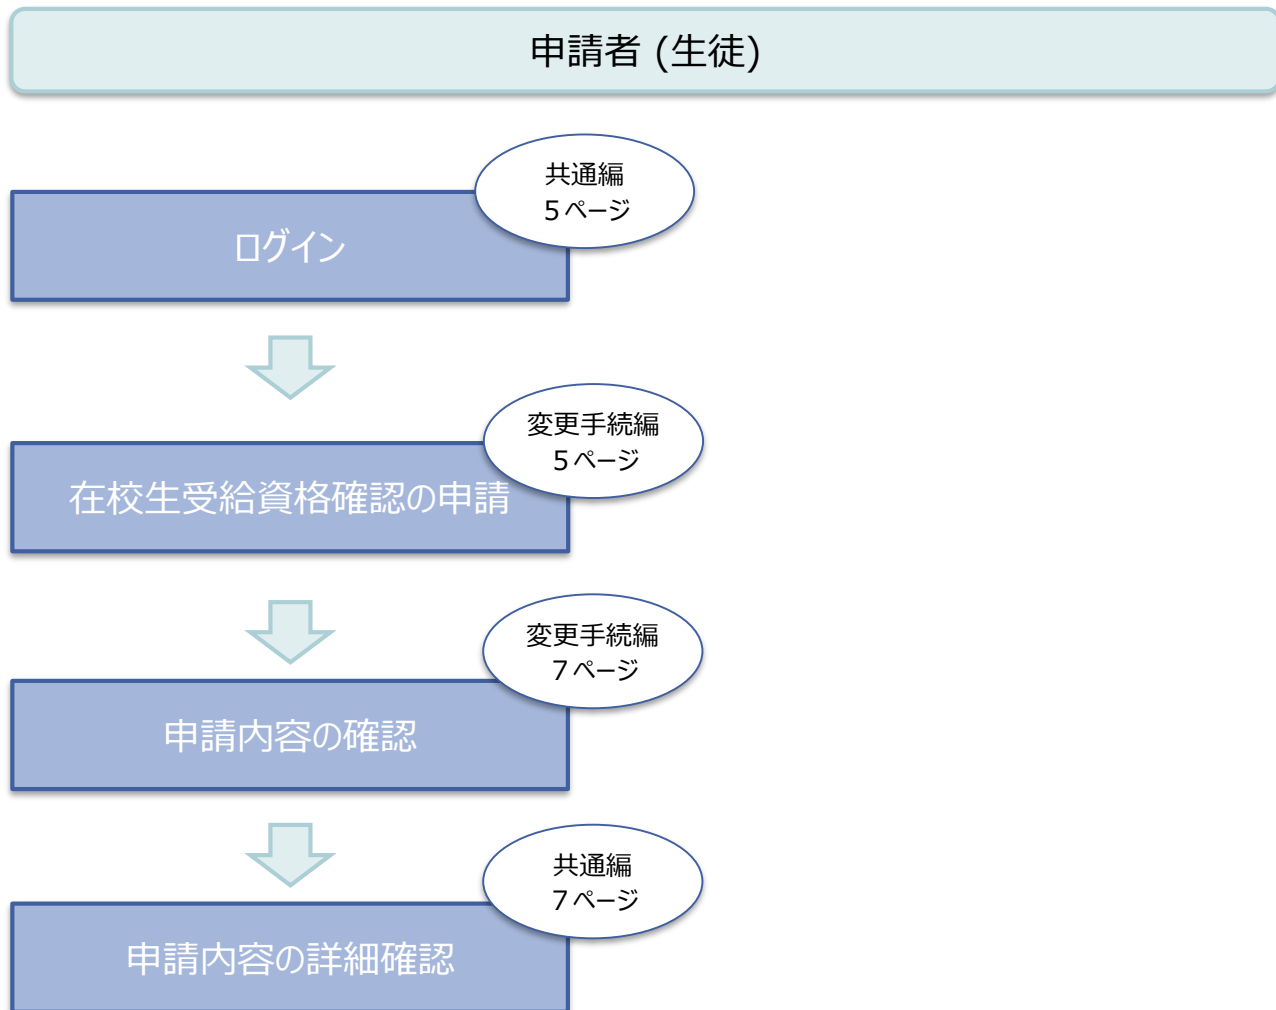 申請者 (生徒)
共通編
5ページ
ログイン
変更手続編
5ページ
在校生受給資格確認の申請
変更手続編
7ページ
申請内容の確認
共通編
7ページ
申請内容の詳細確認